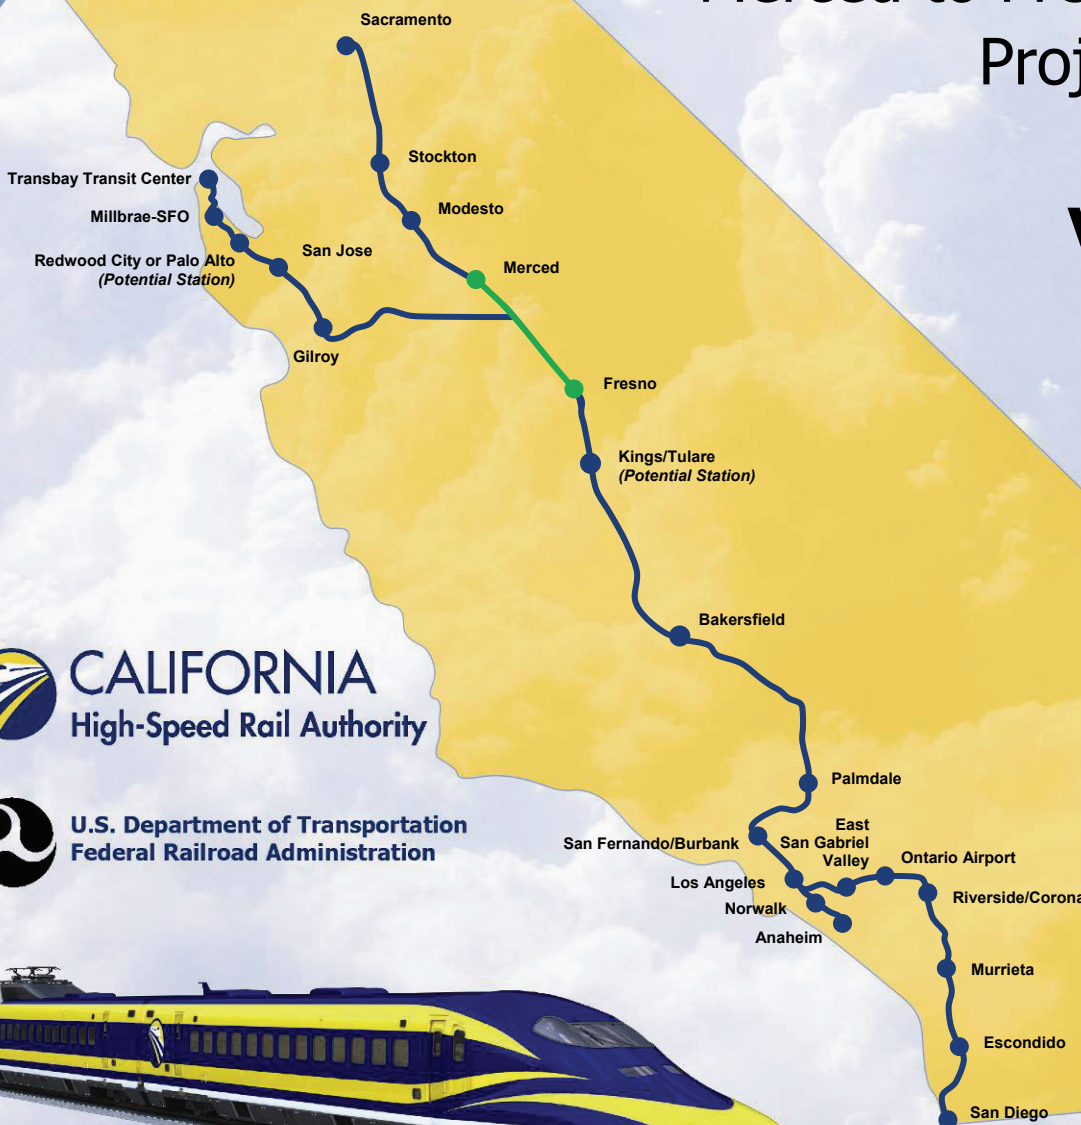 Merced to Fre
Proj
Sacramento
Stockton
Transbay Transit Center
Modesto
Millbrae-SFO
San Jose
Redwood City or Palo Alto
(Potential Station)
Merced
Gilroy
Fresno
Kings/Tulare
(Potential Station)
Bakersfield
CALIFORNIA
High-Speed Rail Authority
Palmdale
U.S. Department of Transportation
Federal Railroad Administration
San Fernando/Burbank
East
San Gabriel
Valley
Ontario Airport
Los Angeles
Riverside/Corona
Norwalk
Anaheim
Murrieta
Escondido
San Diego